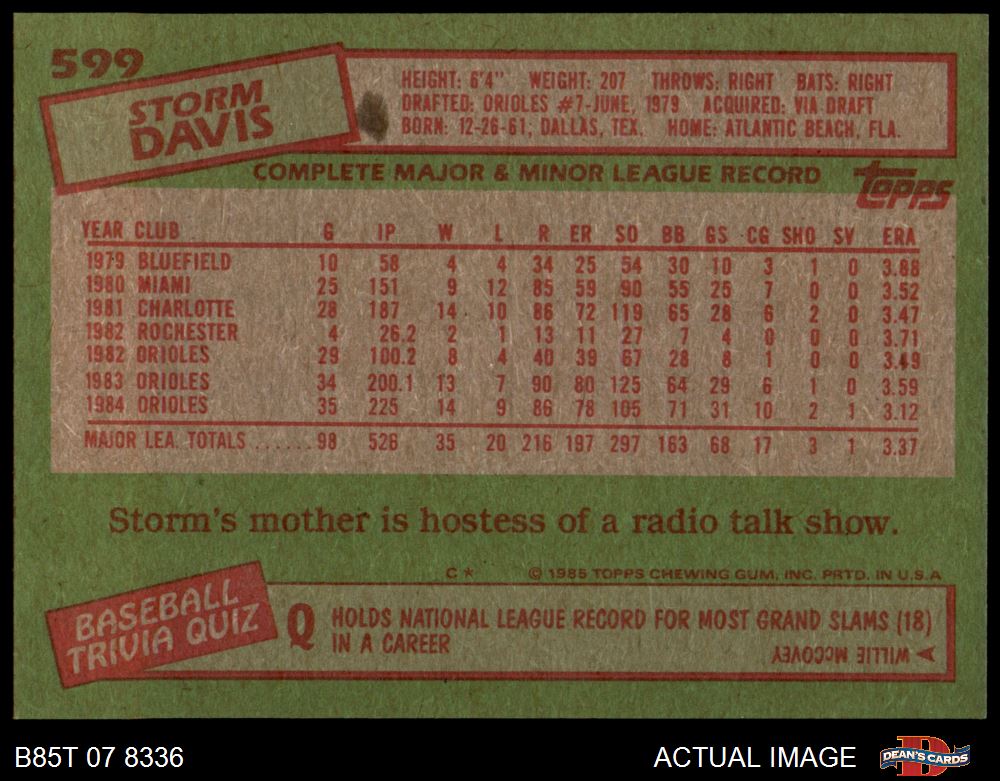 599
STORM
DAVIS
HEIGHT: 6'4" WEIGHT: 207 THROWS: RIGHT BATS: RIGHT
DRAFTED: ORIOLES #7-JUNE, 1979 ACQUIRED: VIA DRAFT
BORN: 12-26-61, DALLAS, TEX. HOME: ATLANTIC BEACH, FLA.
COMPLETE MAJOR & MINOR LEAGUE RECORD
topps
YEAR CLUB G IP W L R ER SO BB GS CG SHO SV ERA
1979 BLUEFIELD 10 58 4 4 34 25 54 30 10 3 1 0 3.88
1980 MIAMI 25 151 9 12 85 59 90 55 25 7 0 0 3.52
1981 CHARLOTTE 28 187 14 10 86 72 119 65 28 6 2 0 3.47
1982 ROCHESTER 4 26.2 2 1 13 11 27 7 4 0 0 0 3.71
1982 ORIOLES 29 100.2 8 4 40 39 67 28 8 1 0 0 3.49
1983 ORIOLES 34 200.1 13 7 90 80 125 64 29 6 1 0 3.59
1984 ORIOLES 35 225 14 9 86 78 105 71 31 10 2 1 3.12
MAJOR LEA. TOTALS ...... 98 526 35 20 216 197 297 163 68 17 3 1 3.37
Storm's mother is hostess of a radio talk show.
C* © 1985 TOPPS CHEWING GUM, INC. PRTD. IN U.S.A
BASEBALL
TRIVIA QUIZ
Q HOLDS NATIONAL LEAGUE RECORD FOR MOST GRAND SLAMS (18)
IN A CAREER
A WILLIE McCOVEY
B85T 07 8336
ACTUAL IMAGE
DEAN'S CARDS